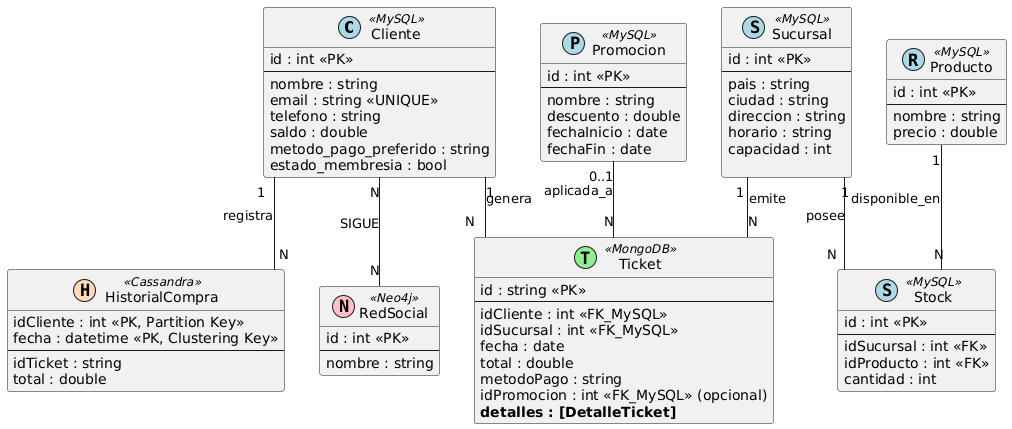 C
«MySQL»
Cliente
id : int «PK»
nombre : string
email : string «UNIQUE»
telefono : string
saldo : double
metodo_pago_preferido : string
estado_membresia : bool
P
«MySQL»
Promocion
id : int «PK»
nombre : string
descuento : double
fechaInicio : date
fechaFin : date
S
«MySQL»
Sucursal
id : int «PK»
pais : string
ciudad : string
direccion : string
horario : string
capacidad : int
R
«MySQL»
Producto
id : int «PK»
nombre : string
precio : double
1
registra
N
N
SIGUE
N
1
genera
N
0..1
aplicada_a
N
1
emite
N
1
posee
N
1
disponible_en
N
H
«Cassandra»
HistorialCompra
idCliente : int «PK, Partition Key»
fecha : datetime «PK, Clustering Key»
idTicket : string
total : double
N
«Neo4j»
RedSocial
id : int «PK»
nombre : string
T
«MongoDB»
Ticket
id : string «PK»
idCliente : int «FK_MySQL»
idSucursal : int «FK_MySQL»
fecha : date
total : double
metodoPago : string
idPromocion : int «FK_MySQL» (opcional)
detalles : [DetalleTicket]
S
«MySQL»
Stock
id : int «PK»
idSucursal : int «FK»
idProducto : int «FK»
cantidad : int